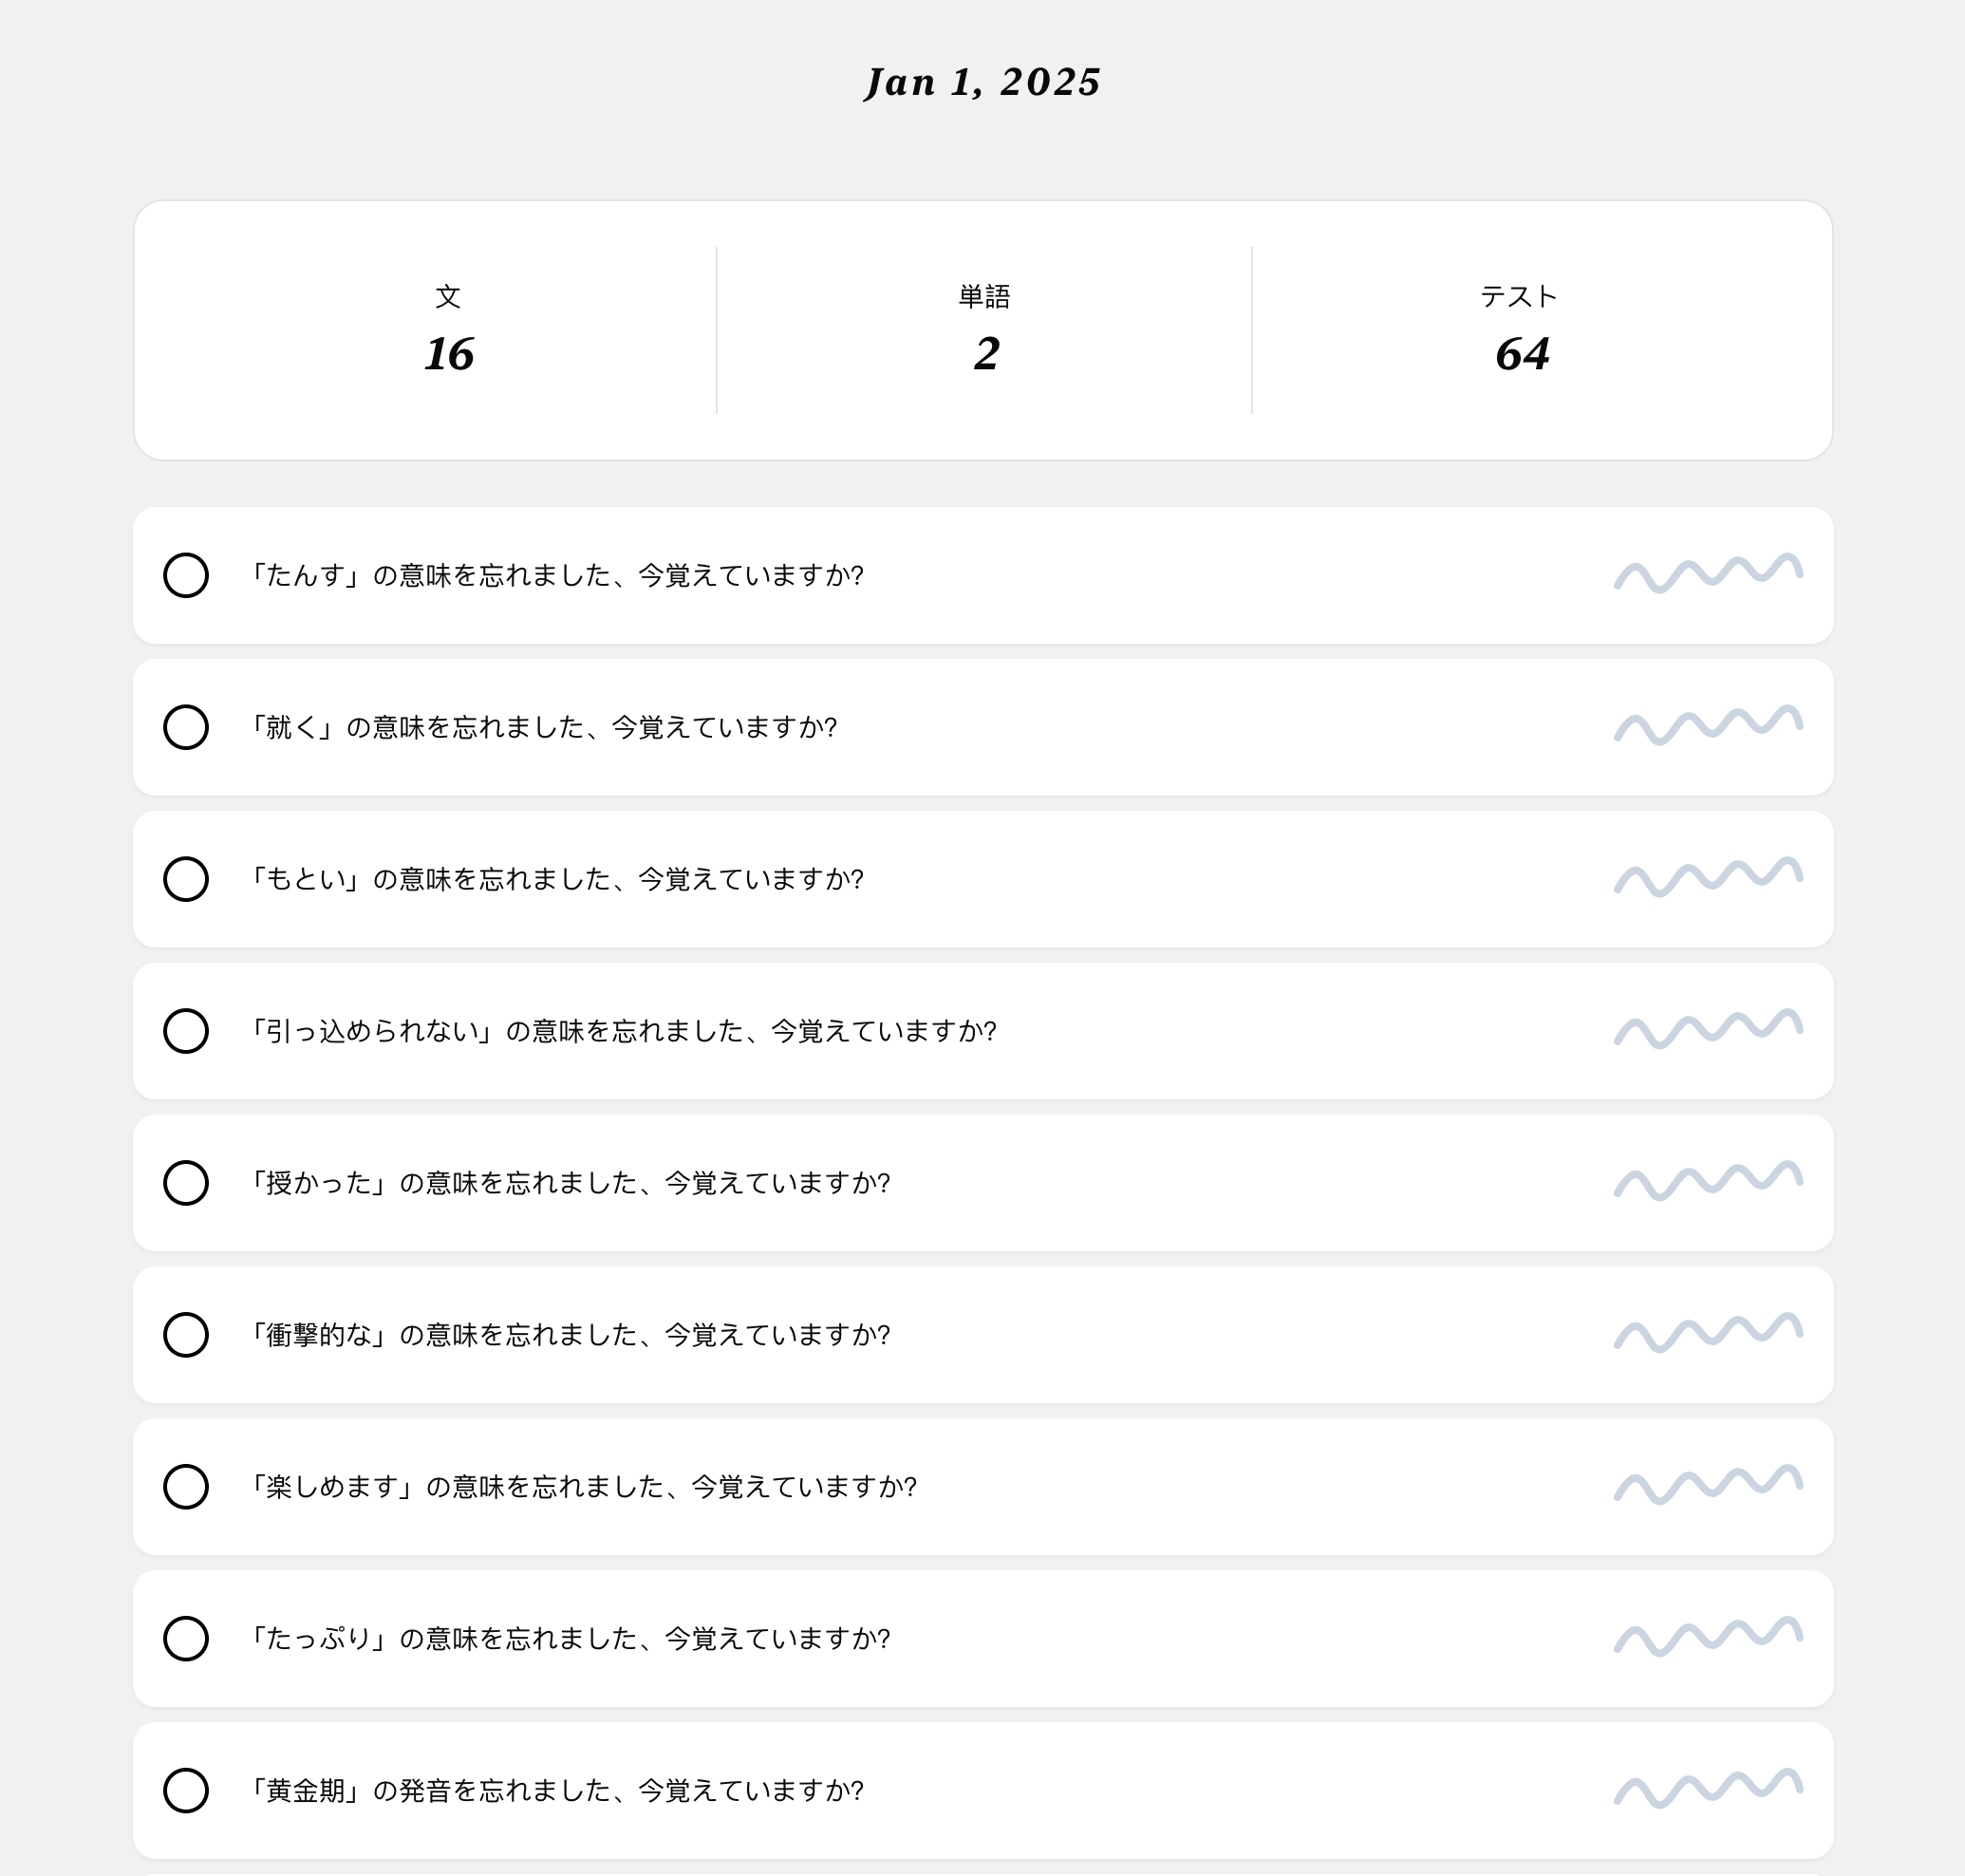 Jan 1, 2025
文
16
単語
2
テスト
64
「たんす」の意味を忘れました、今覚えていますか?
「就く」の意味を忘れました、今覚えていますか?
「もとい」の意味を忘れました、今覚えていますか?
「引っ込められない」の意味を忘れました、今覚えていますか?
「授かった」の意味を忘れました、今覚えていますか?
「衝撃的な」の意味を忘れました、今覚えていますか?
「楽しめます」の意味を忘れました、今覚えていますか?
「たっぷり」の意味を忘れました、今覚えていますか?
「黄金期」の発音を忘れました、今覚えていますか?